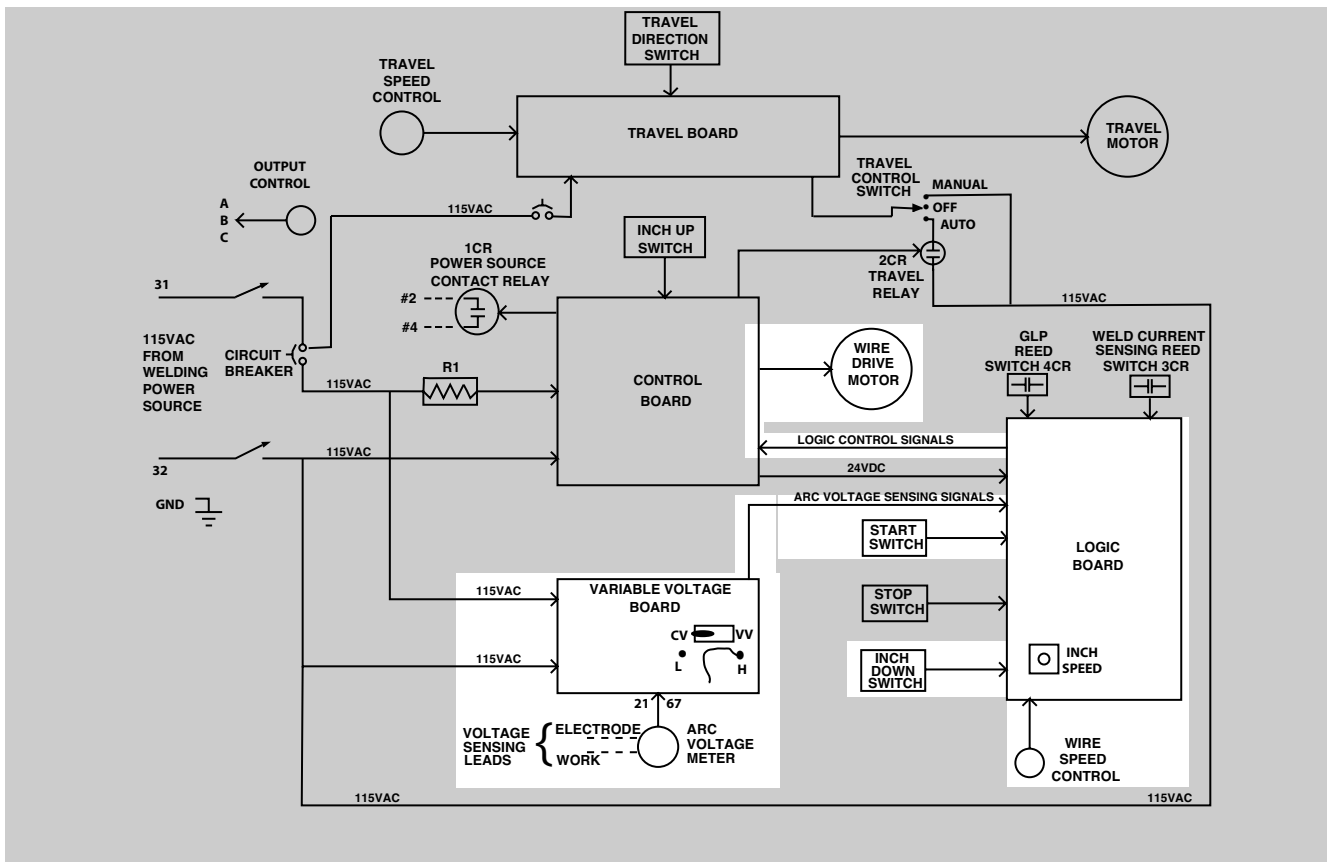 TRAVEL
DIRECTION
SWITCH
TRAVEL
SPEED
CONTROL
TRAVEL BOARD
TRAVEL
MOTOR
OUTPUT
CONTROL
A
B
C
115VAC
TRAVEL
CONTROL
SWITCH
MANUAL
OFF
AUTO
INCH UP
SWITCH
1CR
POWER SOURCE
CONTACT RELAY
#2
#4
2CR
TRAVEL
RELAY
115VAC
31
115VAC
FROM
WELDING
POWER
SOURCE
CIRCUIT
BREAKER
115VAC
R1
CONTROL
BOARD
WIRE
DRIVE
MOTOR
GLP
REED
SWITCH 4CR
WELD CURRENT
SENSING REED
SWITCH 3CR
LOGIC CONTROL SIGNALS
115VAC
32
24VDC
GND
ARC VOLTAGE SENSING SIGNALS
START
SWITCH
LOGIC
BOARD
115VAC
VARIABLE VOLTAGE
BOARD
STOP
SWITCH
CV
VV
L
H
115VAC
INCH
DOWN
SWITCH
INCH
SPEED
21
67
VOLTAGE
SENSING
LEADS
{
ELECTRODE
WORK
ARC
VOLTAGE
METER
WIRE
SPEED
CONTROL
115VAC
115VAC